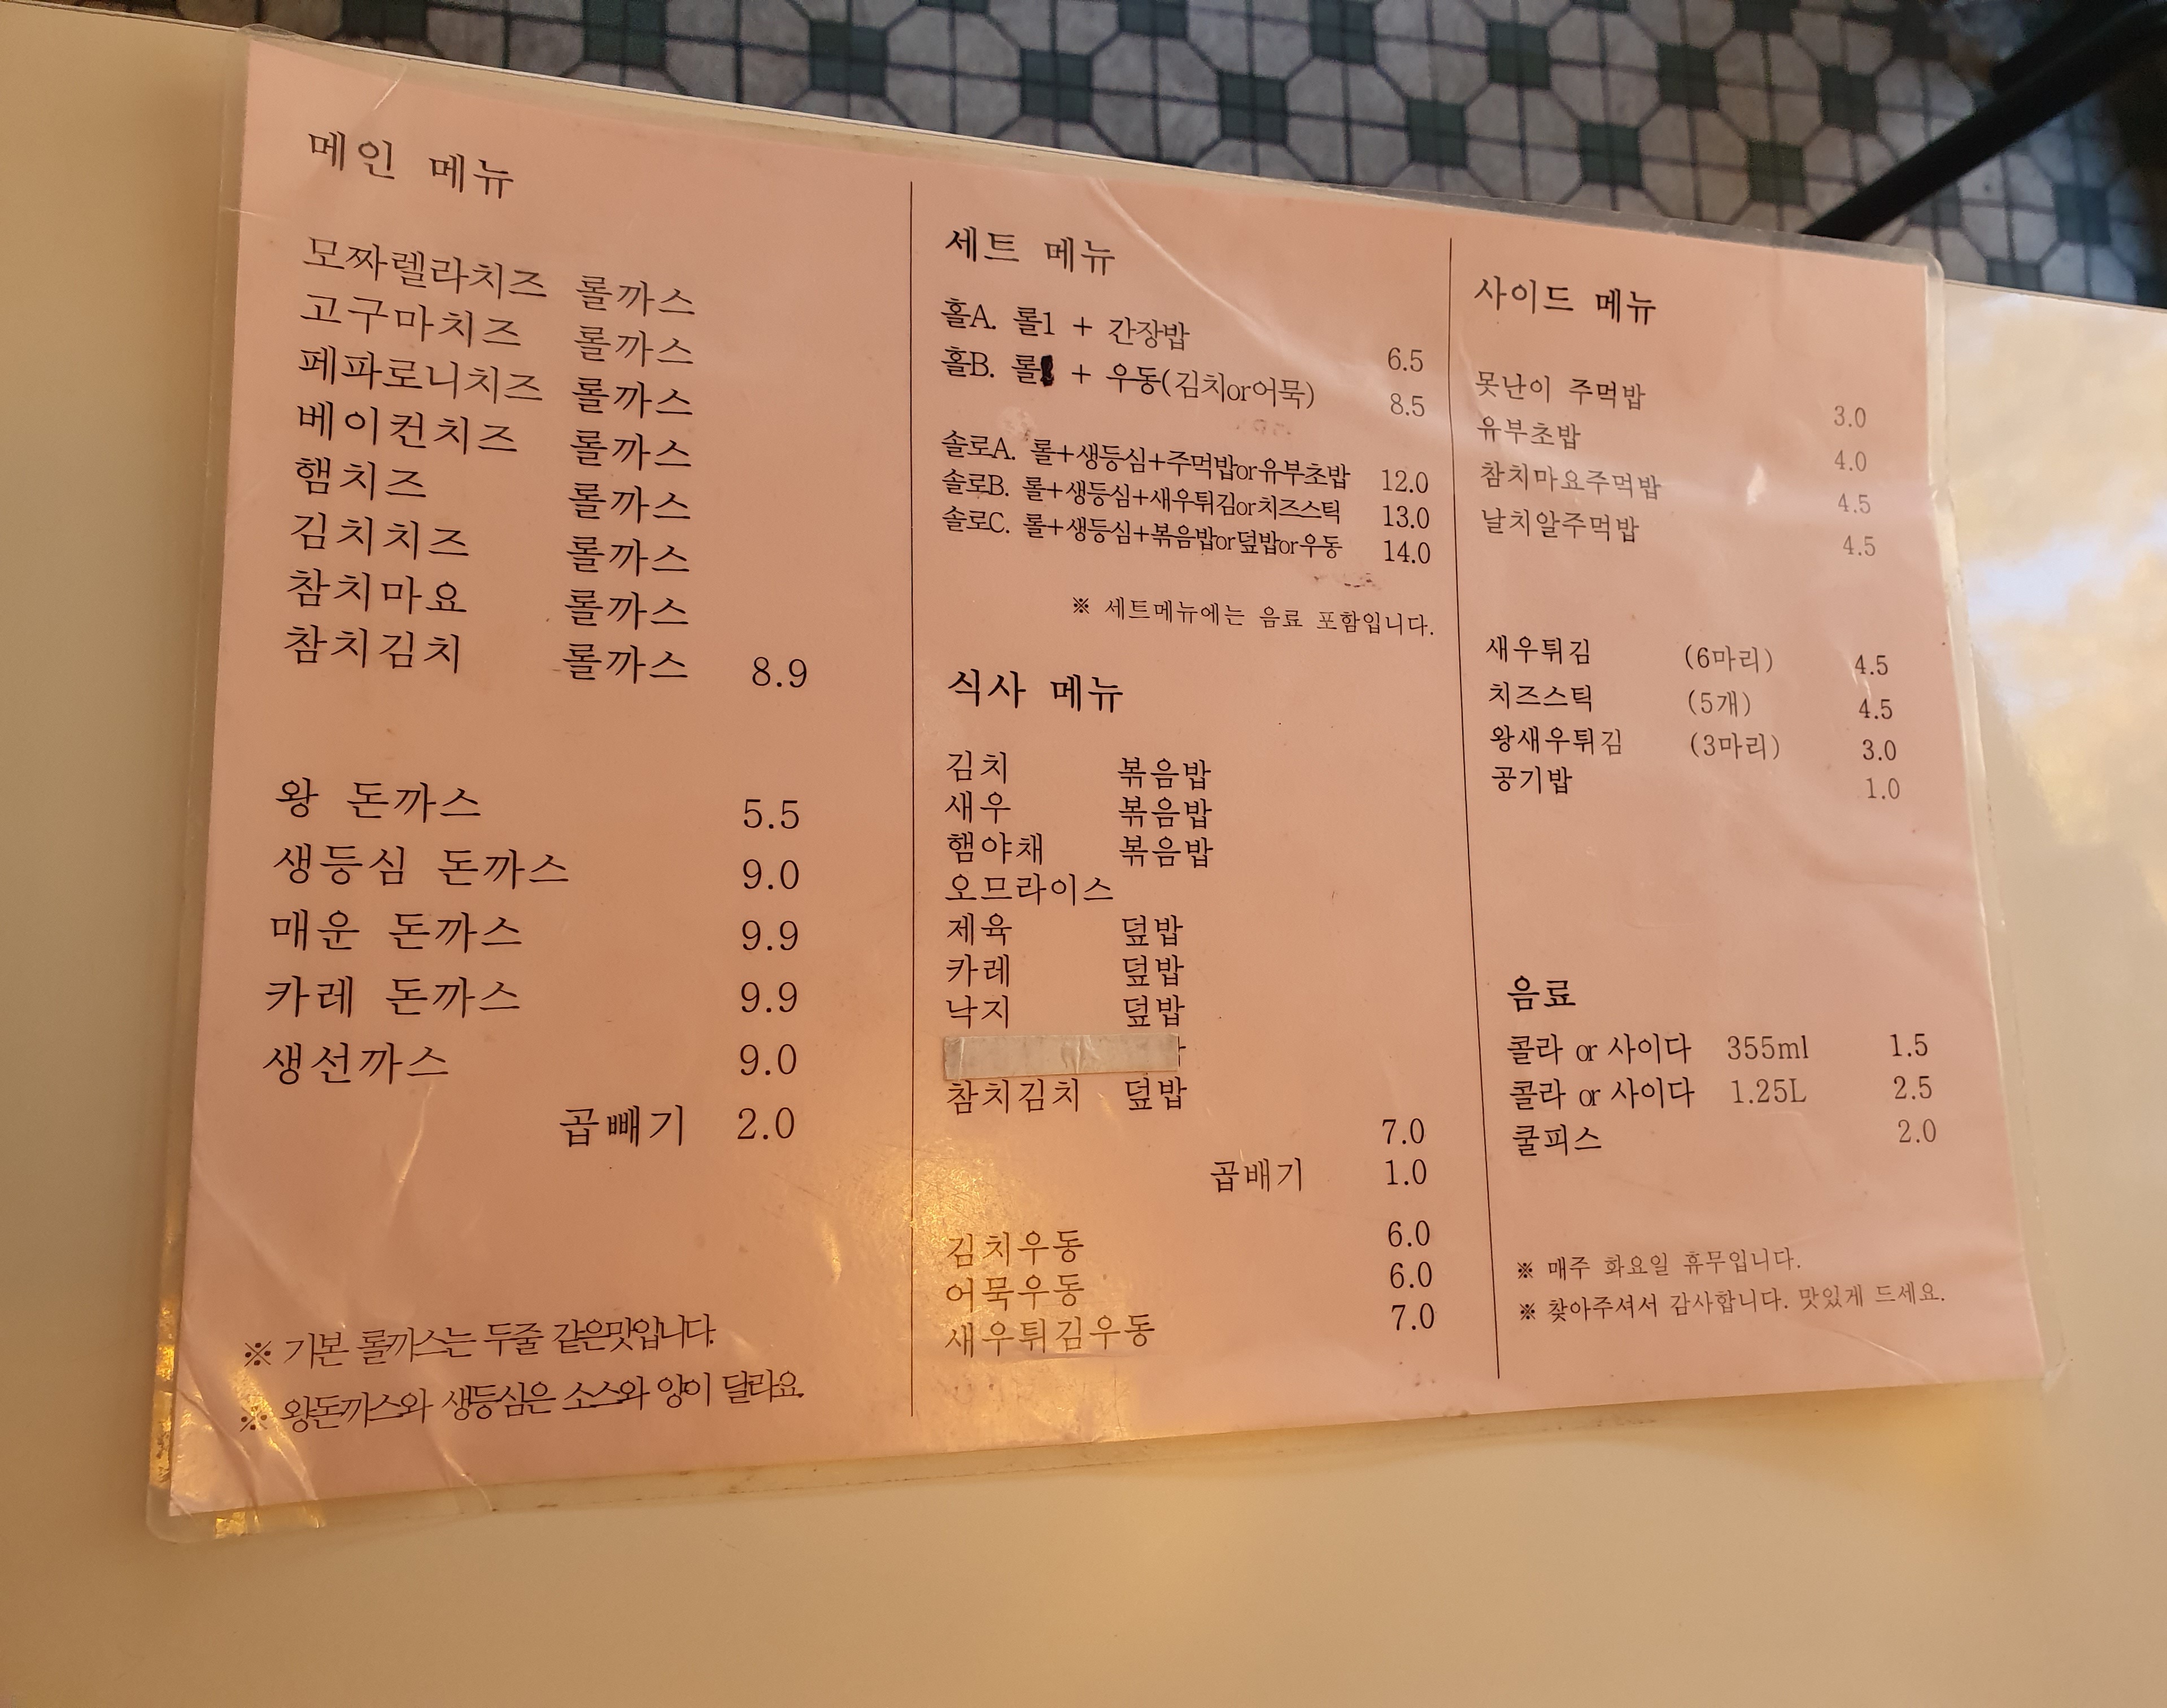 메인 메뉴
모짜렐라치즈 롤까스
고구마치즈 롤까스
페파로니치즈 롤까스
베이컨치즈 롤까스
햄치즈 롤까스
김치치즈 롤까스
참치마요 롤까스
참치김치 롤까스 8.9
왕 돈까스 5.5
생등심 돈까스 9.0
매운 돈까스 9.9
카레 돈까스 9.9
생선까스 9.0
곱빼기 2.0
※ 기본 롤까스는 두줄 같은맛입니다.
※ 왕돈까스와 생등심은 소스와 양이 달라요.
세트 메뉴
홀A. 롤1 + 간장밥 6.5
홀B. 롤 + 우동(김치or어묵) 8.5
솔로A. 롤+생등심+주먹밥or유부초밥 12.0
솔로B. 롤+생등심+새우튀김or치즈스틱 13.0
솔로C. 롤+생등심+볶음밥or덮밥or우동 14.0
※ 세트메뉴에는 음료 포함입니다.
식사 메뉴
김치 볶음밥
새우 볶음밥
햄야채 볶음밥
오므라이스
제육 덮밥
카레 덮밥
낙지 덮밥
참치김치 덮밥
7.0
곱배기 1.0
김치우동 6.0
어묵우동 6.0
새우튀김우동 7.0
사이드 메뉴
못난이 주먹밥 3.0
유부초밥 4.0
참치마요주먹밥 4.5
날치알주먹밥 4.5
새우튀김 (6마리) 4.5
치즈스틱 (5개) 4.5
왕새우튀김 (3마리) 3.0
공기밥 1.0
음료
콜라 or 사이다 355ml 1.5
콜라 or 사이다 1.25L 2.5
쿨피스 2.0
※ 매주 화요일 휴무입니다.
※ 찾아주셔서 감사합니다. 맛있게 드세요.